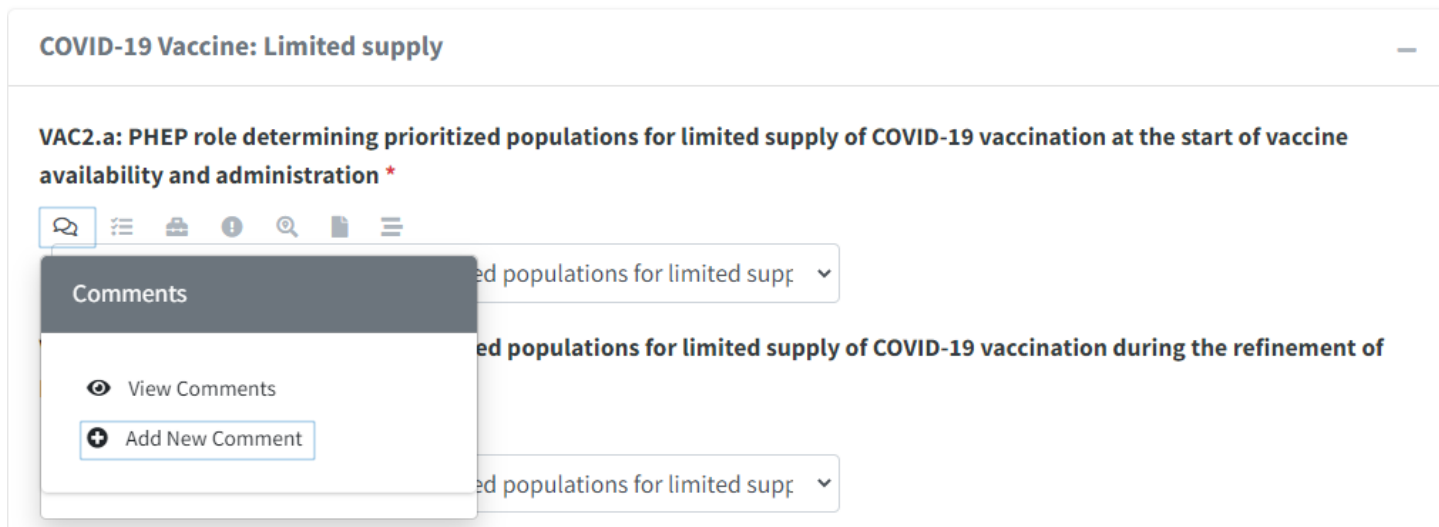 COVID-19 Vaccine: Limited supply
VAC2.a: PHEP role determining prioritized populations for limited supply of COVID-19 vaccination at the start of vaccine
availability and administration *
ed populations for limited supp
Comments
ed populations for limited supply of COVID-19 vaccination during the refinement of
View Comments
Add New Comment
ed populations for limited supp